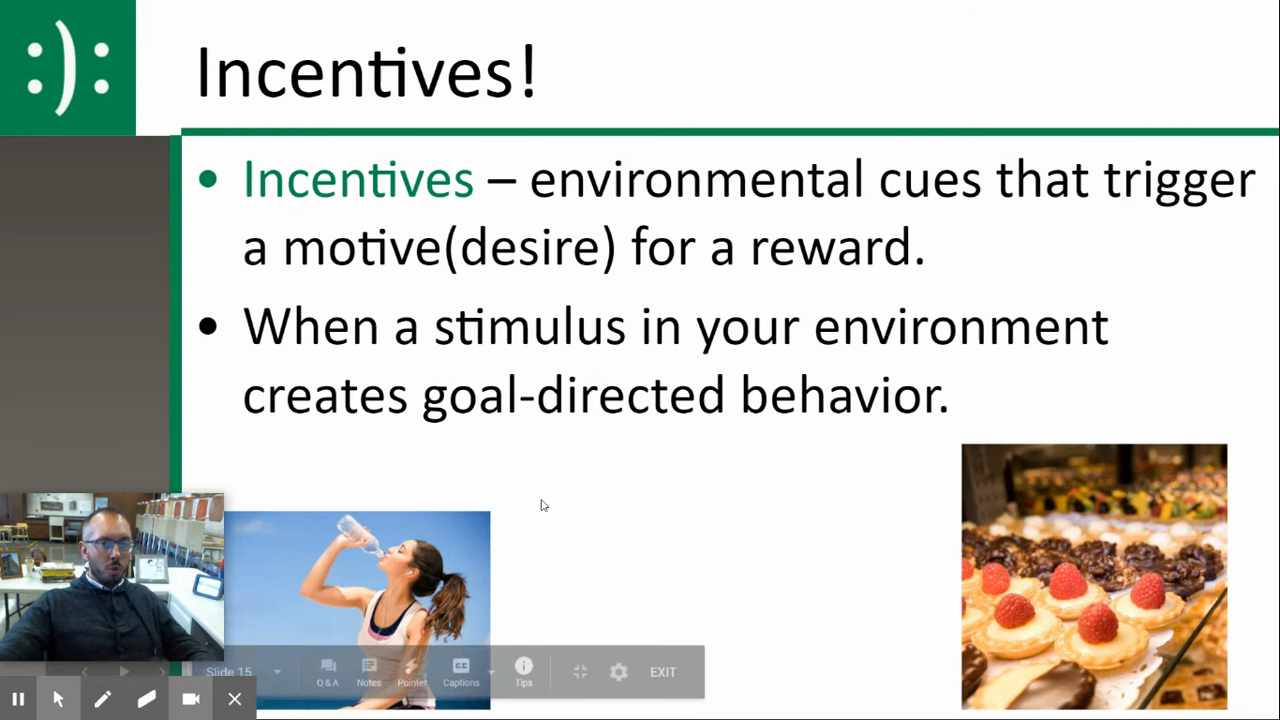 :):
Incentives!
• Incentives – environmental cues that trigger
a motive(desire) for a reward.
• When a stimulus in your environment
creates goal-directed behavior.
Slide 15
Q & A
Notes
Pointer
CC
Captions
Tips
EXIT